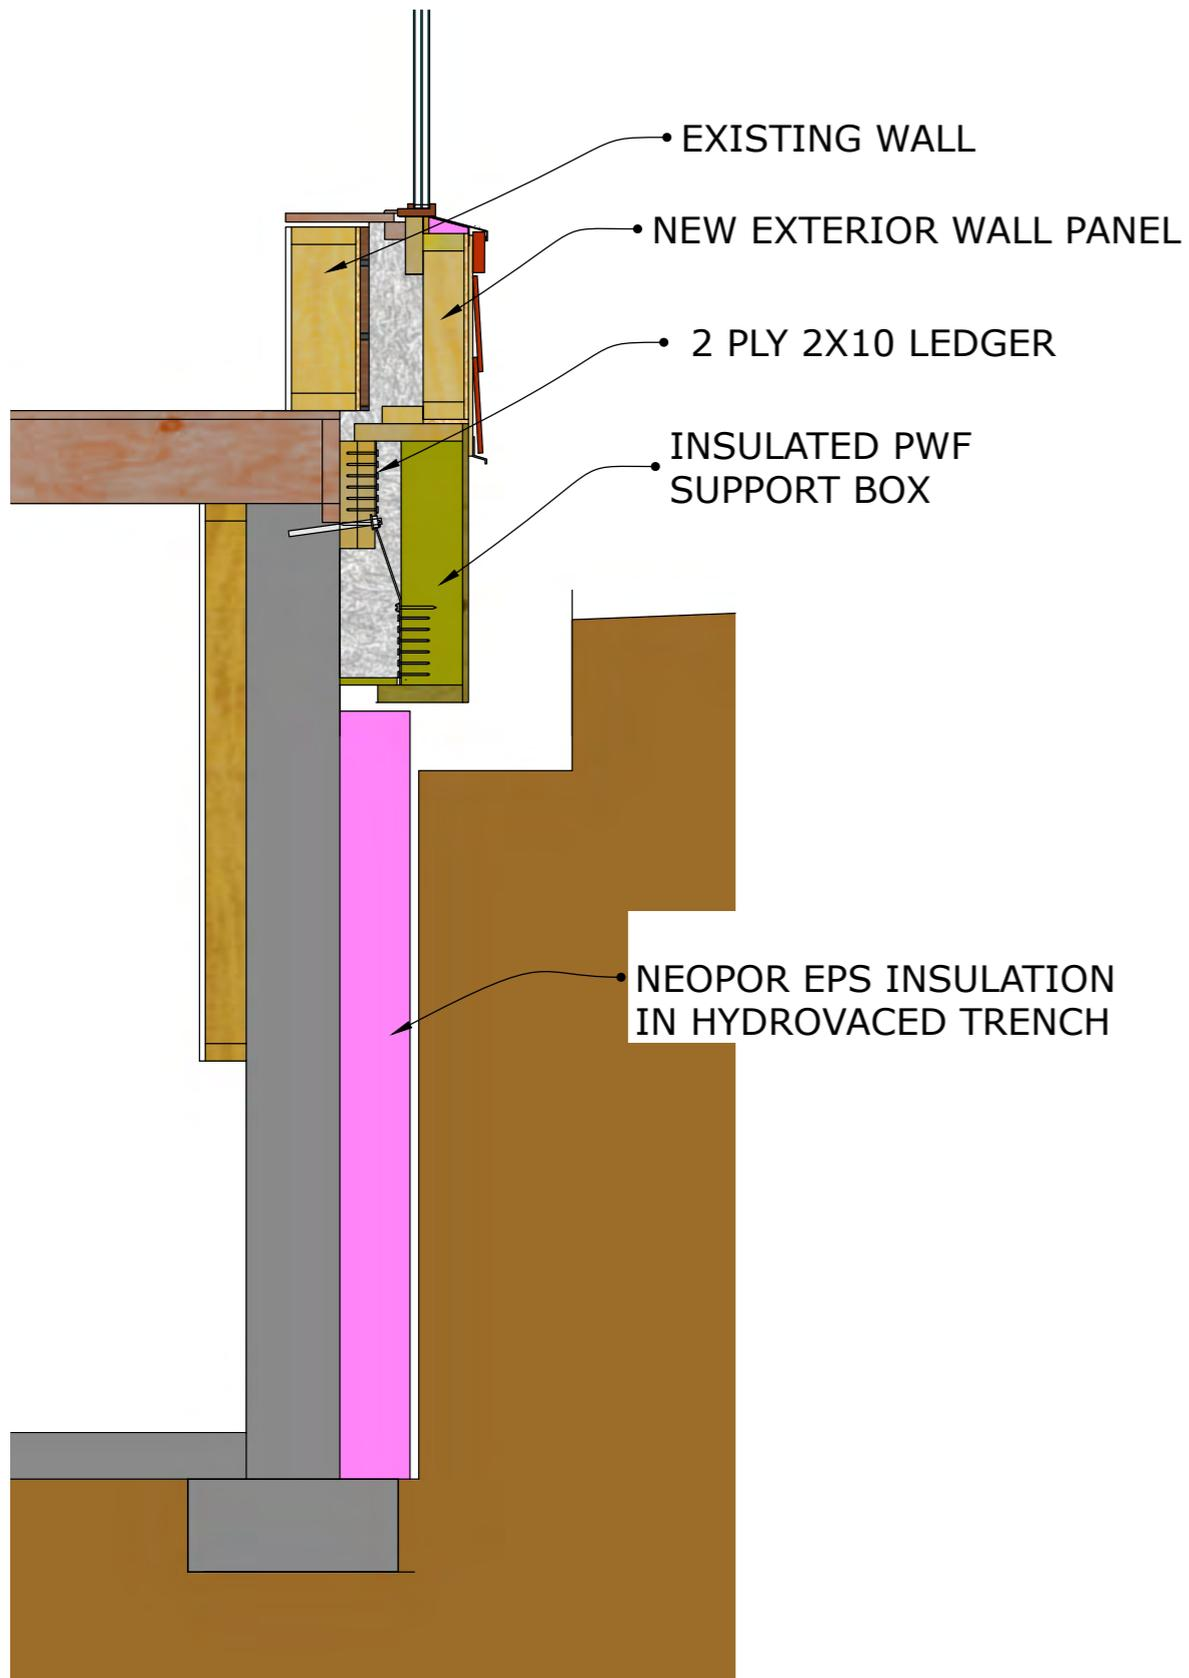 EXISTING WALL
NEW EXTERIOR WALL PANEL
2 PLY 2X10 LEDGER
INSULATED PWF
SUPPORT BOX
NEOPOR EPS INSULATION
IN HYDROVACED TRENCH